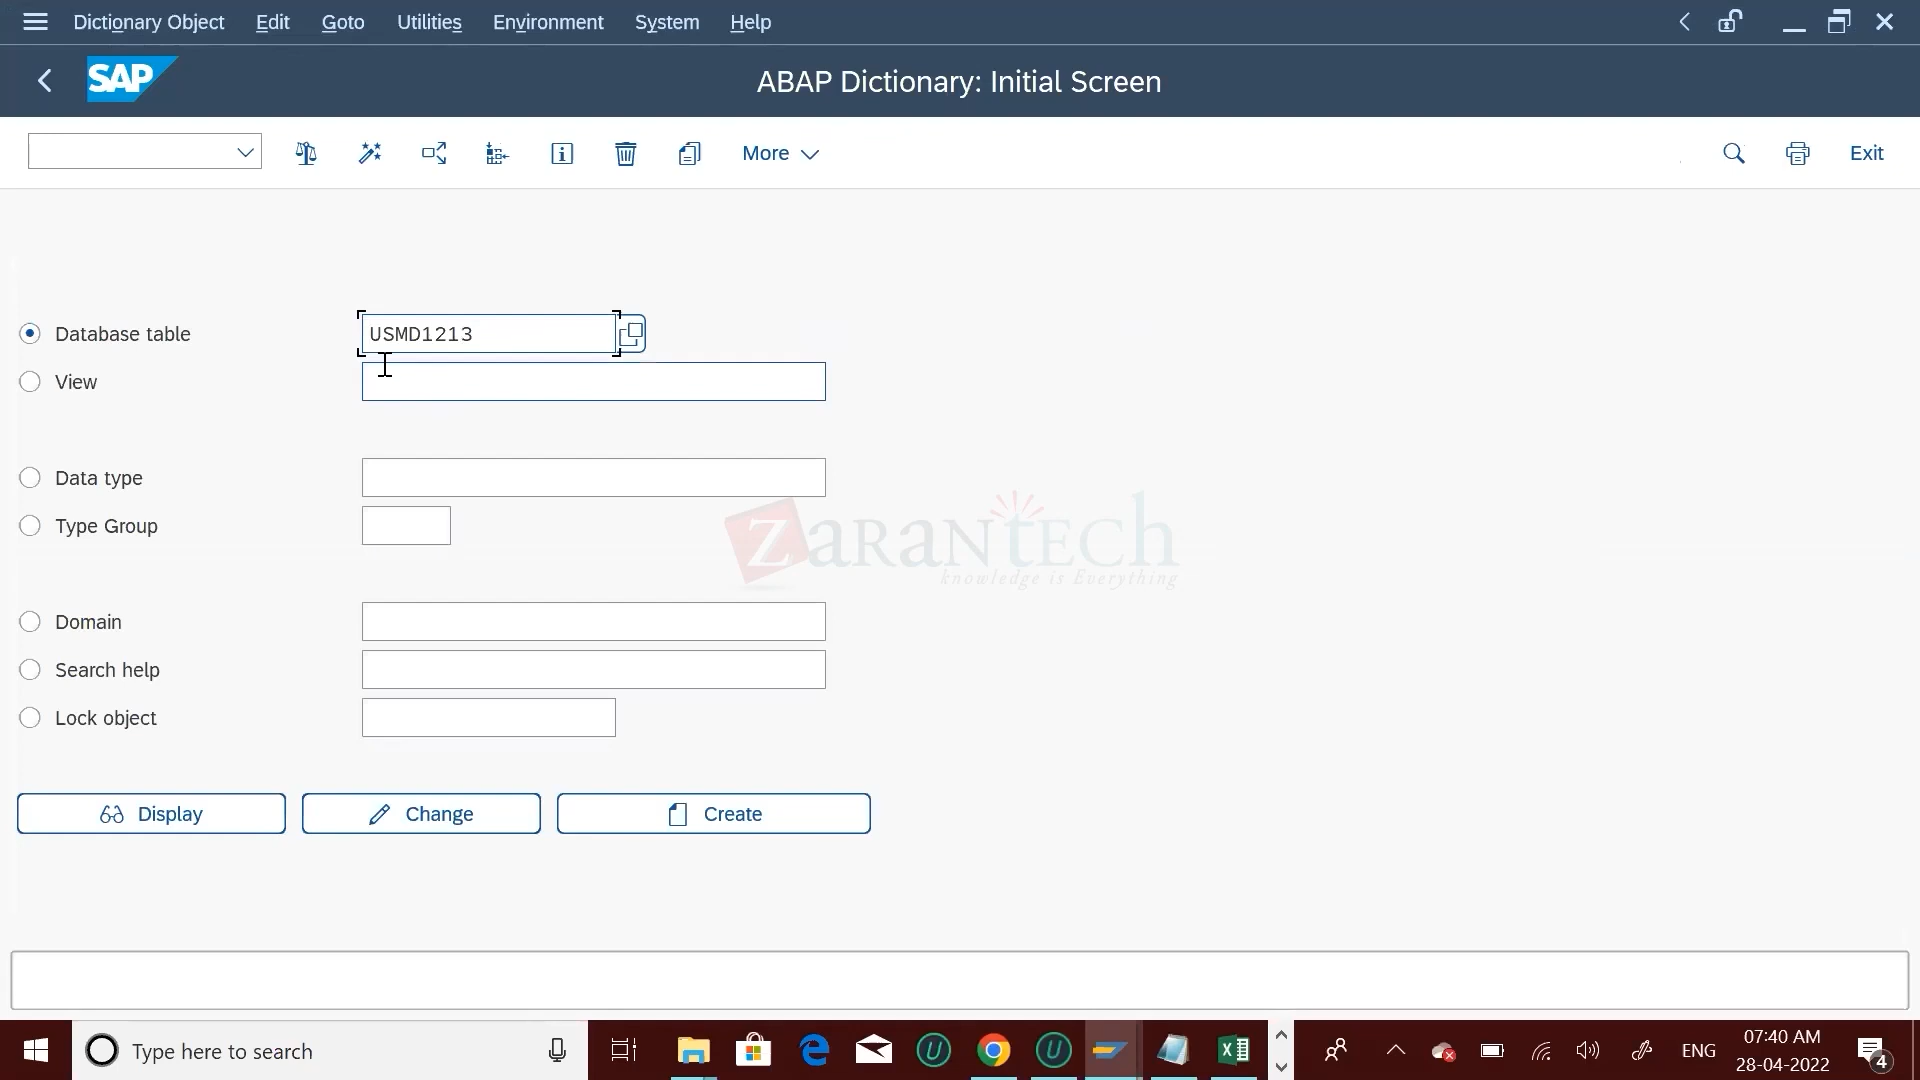 Dictionary Object Edit Goto Utilities Environment System Help
SAP
ABAP Dictionary: Initial Screen
More
Exit
Database table USMD1213
View
Data type
Type Group
zarantech
knowledge is Everything
Domain
Search help
Lock object
Display Change Create
Type here to search
ENG
07:40 AM
28-04-2022
4